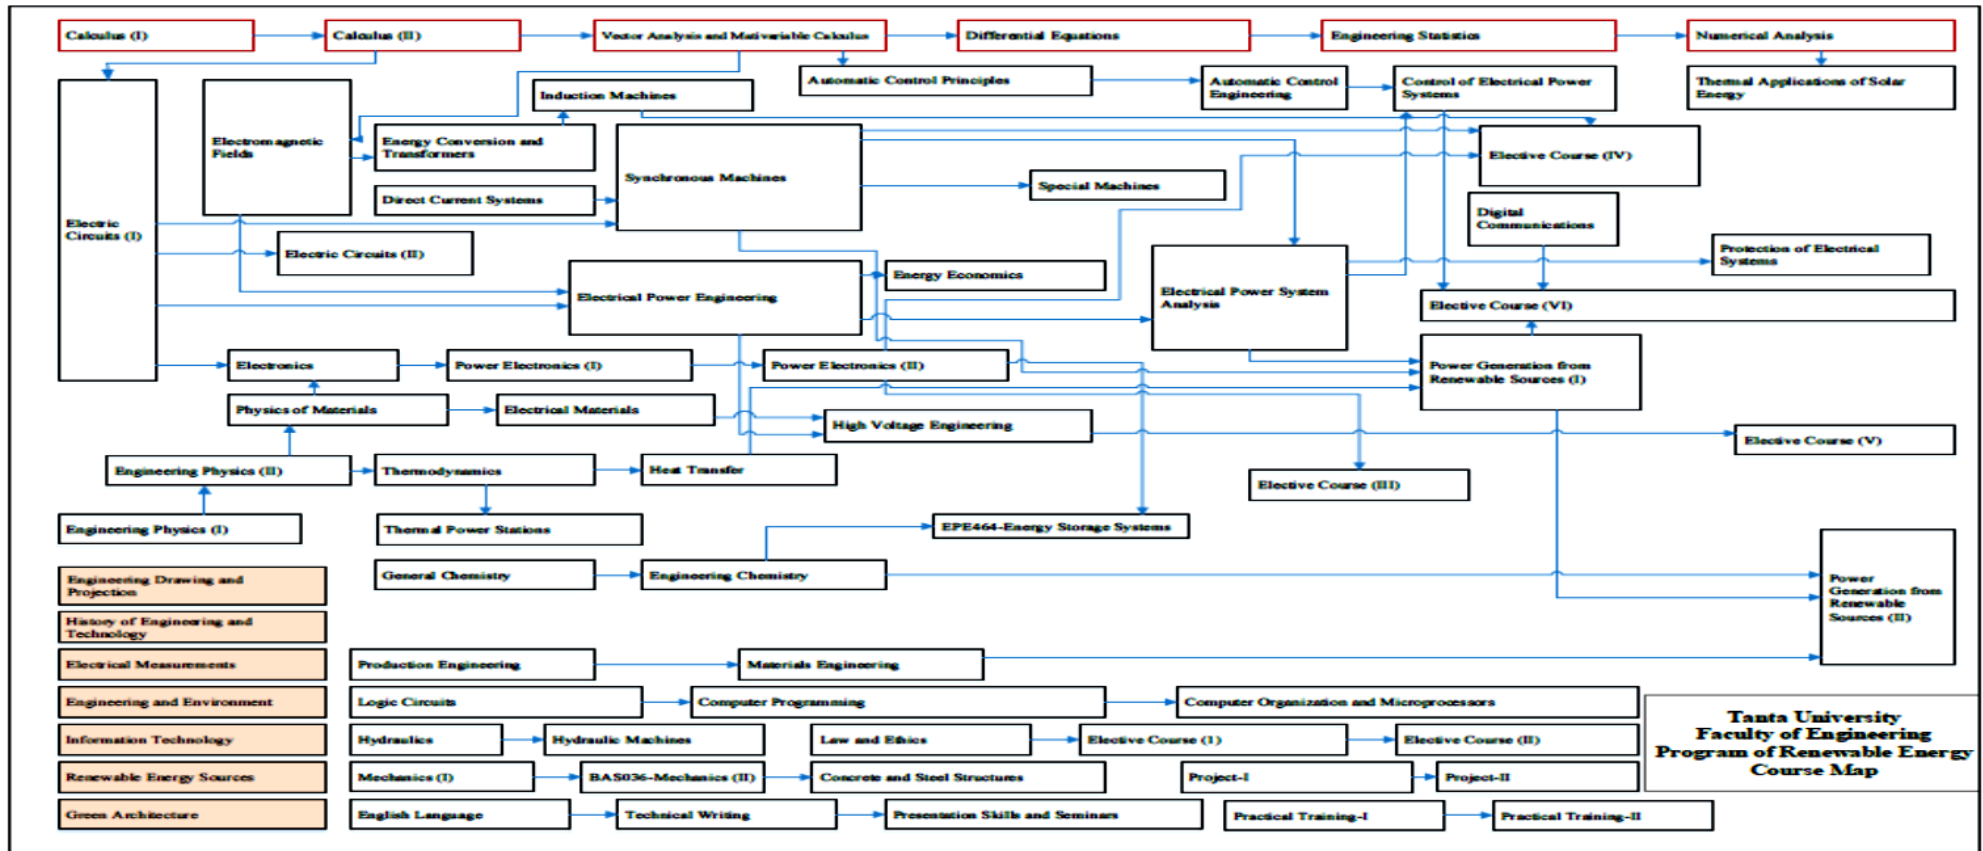 Calculus (I)
Calculus (II)
Vector Analysis and Mativariable Calculus
Differential Equations
Engineering Statistics
Numerical Analysis
Automatic Control Principles
Automatic Control
Engineering
Control of Electrical Power
Systems
Thermal Applications of Solar
Energy
Induction Machines
Electromagnetic
Fields
Energy Conversion and
Transformers
Synchronous Machines
Elective Course (IV)
Direct Current Systems
Special Machines
Electric
Circuits (I)
Digital
Communications
Electric Circuits (II)
Protection of Electrical
Systems
Energy Economics
Electrical Power Engineering
Electrical Power System
Analysis
Elective Course (VI)
Electronics
Power Electronics (I)
Power Electronics (II)
Power Generation from
Renewable Sources (I)
Physics of Materials
Electrical Materials
High Voltage Engineering
Elective Course (V)
Engineering Physics (II)
Thermodynamics
Heat Transfer
Elective Course (III)
Engineering Physics (I)
Thermal Power Stations
EPE464-Energy Storage Systems
General Chemistry
Engineering Chemistry
Power
Generation from
Renewable
Sources (II)
Engineering Drawing and
Projection
History of Engineering and
Technology
Electrical Measurements
Production Engineering
Materials Engineering
Engineering and Environment
Logic Circuits
Computer Programming
Computer Organization and Microprocessors
Information Technology
Hydraulics
Hydraulic Machines
Law and Ethics
Elective Course (1)
Elective Course (II)
Renewable Energy Sources
Mechanics (I)
BAS036-Mechanics (II)
Concrete and Steel Structures
Project-I
Project-II
Green Architecture
English Language
Technical Writing
Presentation Skills and Seminars
Practical Training-I
Practical Training-II
Tanta University
Faculty of Engineering
Program of Renewable Energy
Course Map